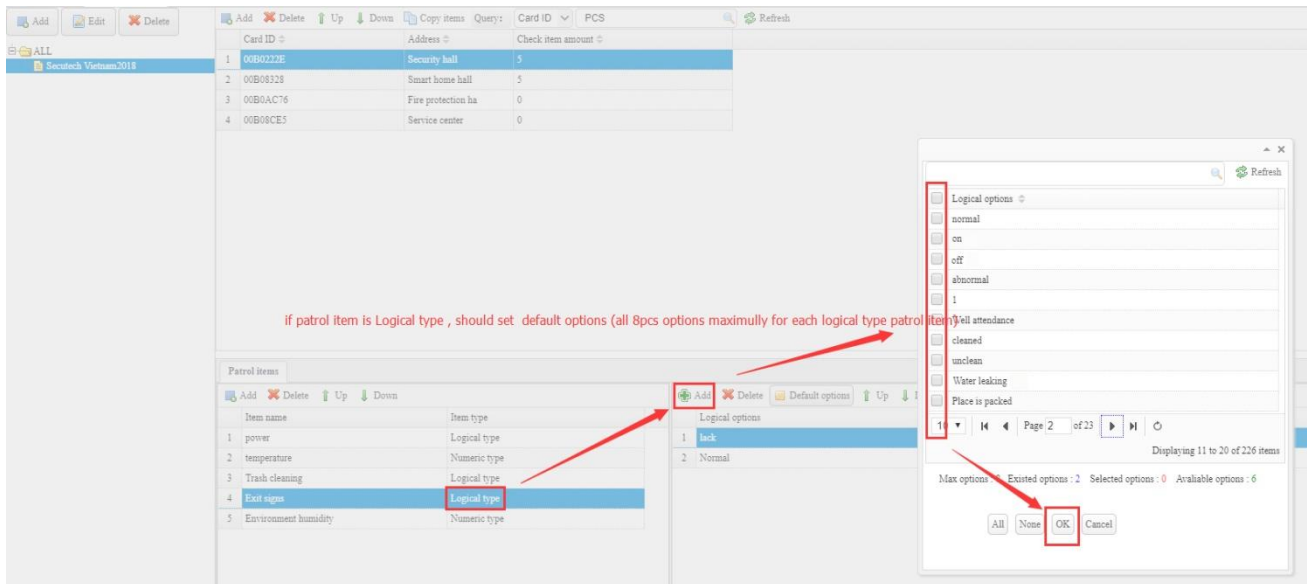 Add Edit Delete
ALL
Secutech Vietnam2018
Add Delete Up Down Copy items Query: Card ID PCS Refresh
Card ID Address Check item amount
1 00B0222E Security hall 5
2 00B08328 Smart home hall 5
3 00B0AC76 Fire protection ha 0
4 00B08CE5 Service center 0
Refresh
Logical options
normal
on
off
abnormal
1
Well attendance
cleaned
unclean
Water leaking
Place is packed
10 Page 2 of 23
Displaying 11 to 20 of 226 items
Max options : Existed options : 2 Selected options : 0 Avaliable options : 6
All None OK Cancel
if patrol item is Logical type , should set default options (all 8pcs options maximully for each logical type patrol item)
Patrol items
Add Delete Up Down
Item name Item type
1 power Logical type
2 temperature Numeric type
3 Trash cleaning Logical type
4 Exit signs Logical type
5 Environment humidity Numeric type
Add Delete Default options Up
Logical options
1 lack
2 Normal